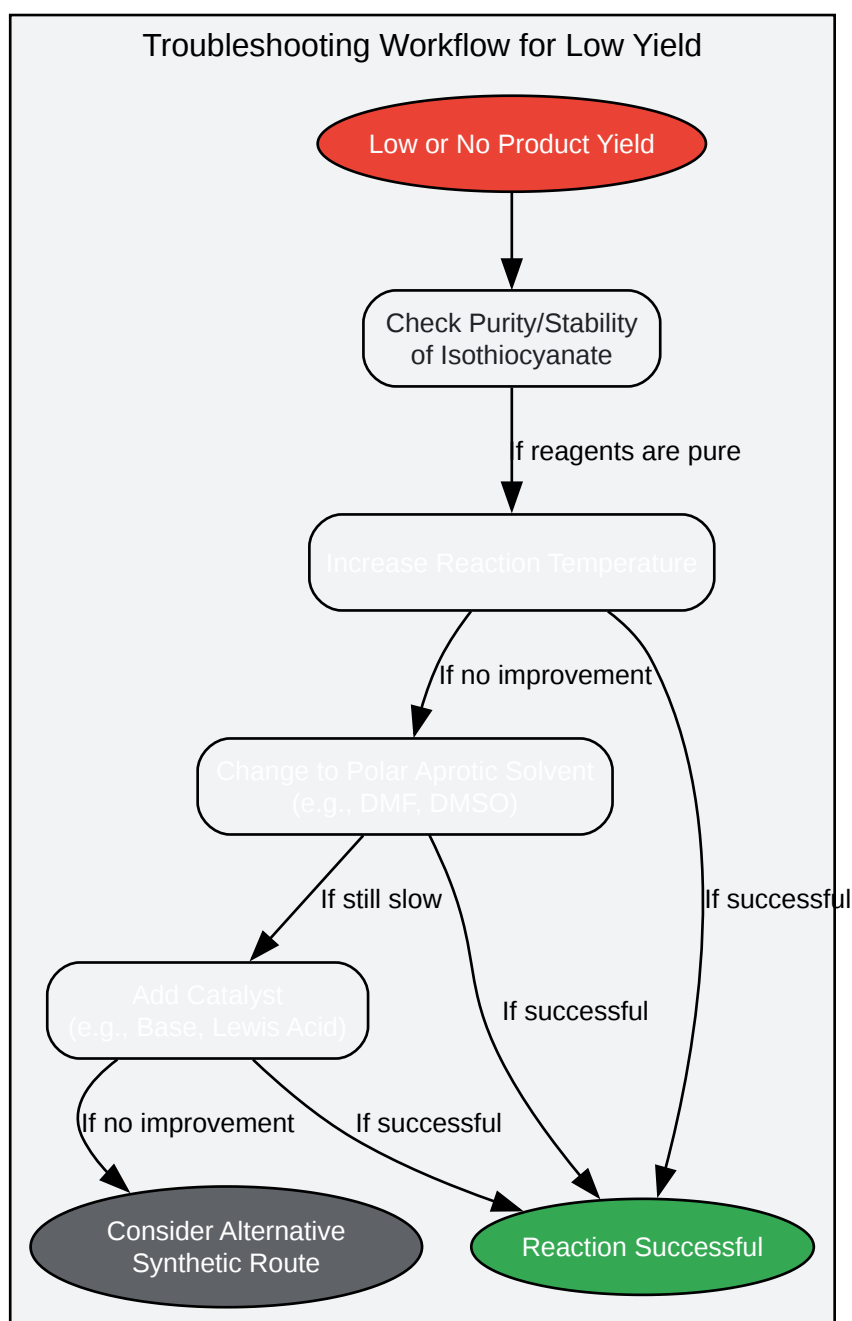 Troubleshooting Workflow for Low Yield
Low or No Product Yield
Check Purity/Stability
of Isothiocyanate
If reagents are pure
Increase Reaction Temperature
If no improvement
Change to Polar Aprotic Solvent
(e.g., DMF, DMSO)
If still slow
If successful
Add Catalyst
(e.g., Base, Lewis Acid)
If successful
If no improvement
If successful
Consider Alternative
Synthetic Route
Reaction Successful